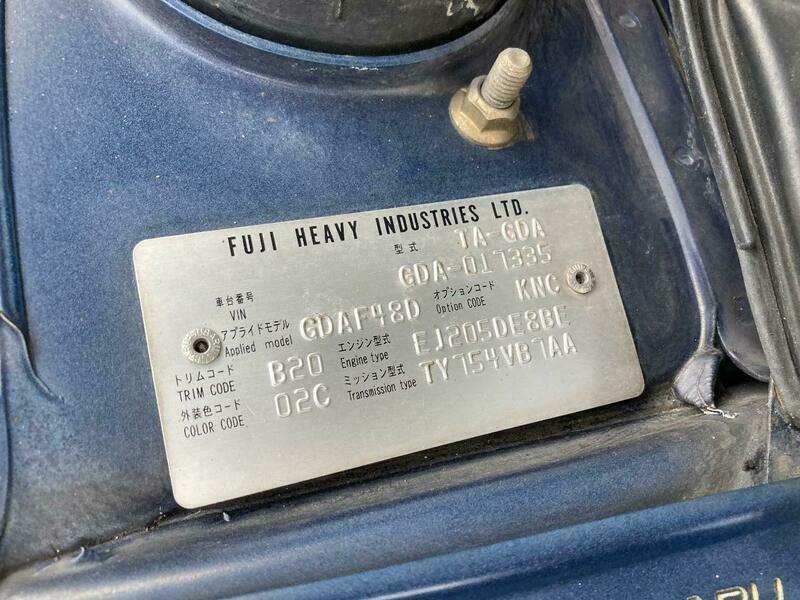 FUJI HEAVY INDUSTRIES LTD.
型式 TA-GDA
車台番号 VIN GDA-017335
アプライドモデル Applied model GDAF48D オプションコード Option CODE KNC
トリムコード TRIM CODE B20 エンジン型式 Engine type EJ205DE8BE
外装色コード COLOR CODE 02C ミッション型式 Transmission type TY754VB7AA